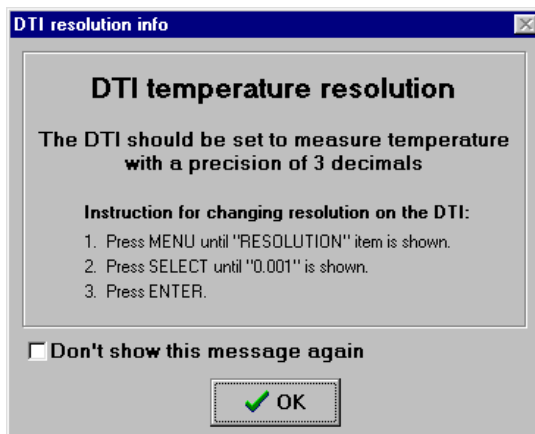 DTI resolution info
DTI temperature resolution
The DTI should be set to measure temperature
with a precision of 3 decimals
Instruction for changing resolution on the DTI:
1. Press MENU until "RESOLUTION" item is shown.
2. Press SELECT until "0.001" is shown.
3. Press ENTER.
Don't show this message again
OK